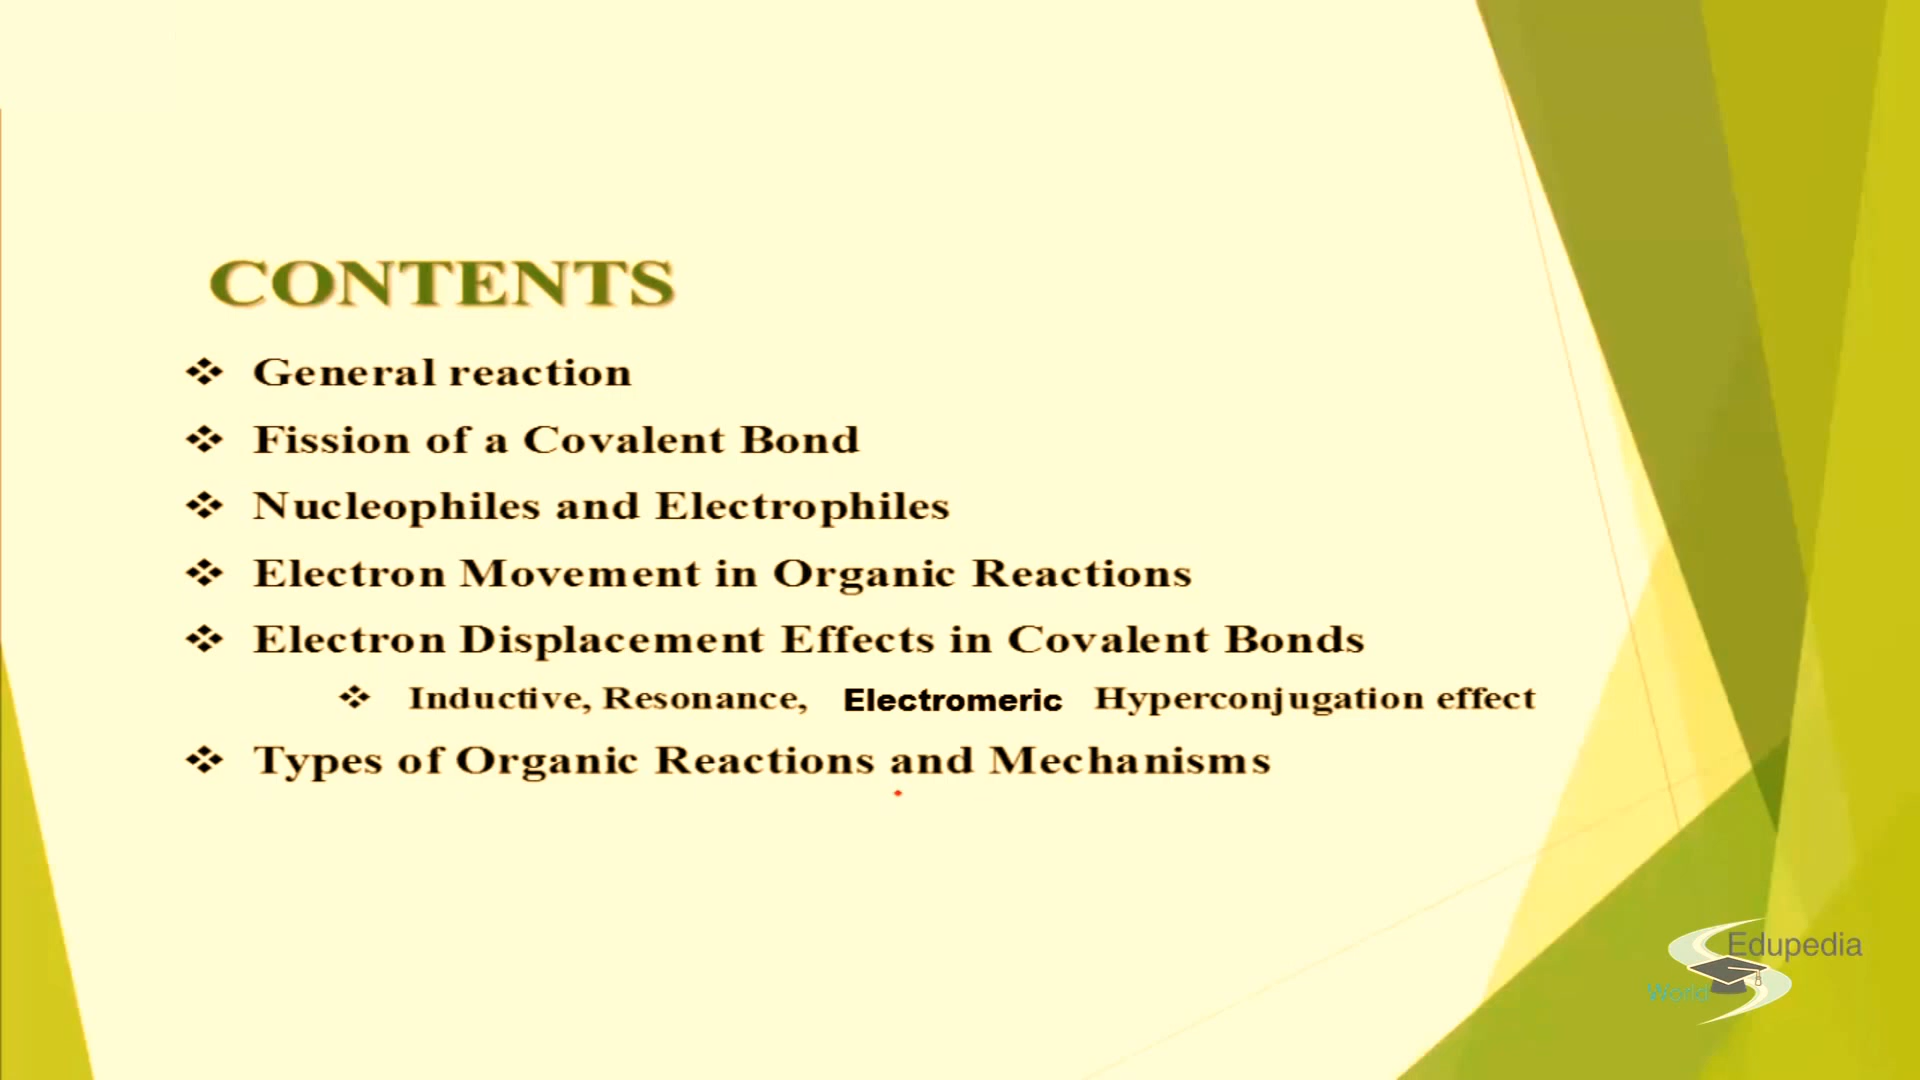 CONTENTS
❖ General reaction
❖ Fission of a Covalent Bond
❖ Nucleophiles and Electrophiles
❖ Electron Movement in Organic Reactions
❖ Electron Displacement Effects in Covalent Bonds
❖ Inductive, Resonance, Electromeric Hyperconjugation effect
❖ Types of Organic Reactions and Mechanisms
Edupedia
World